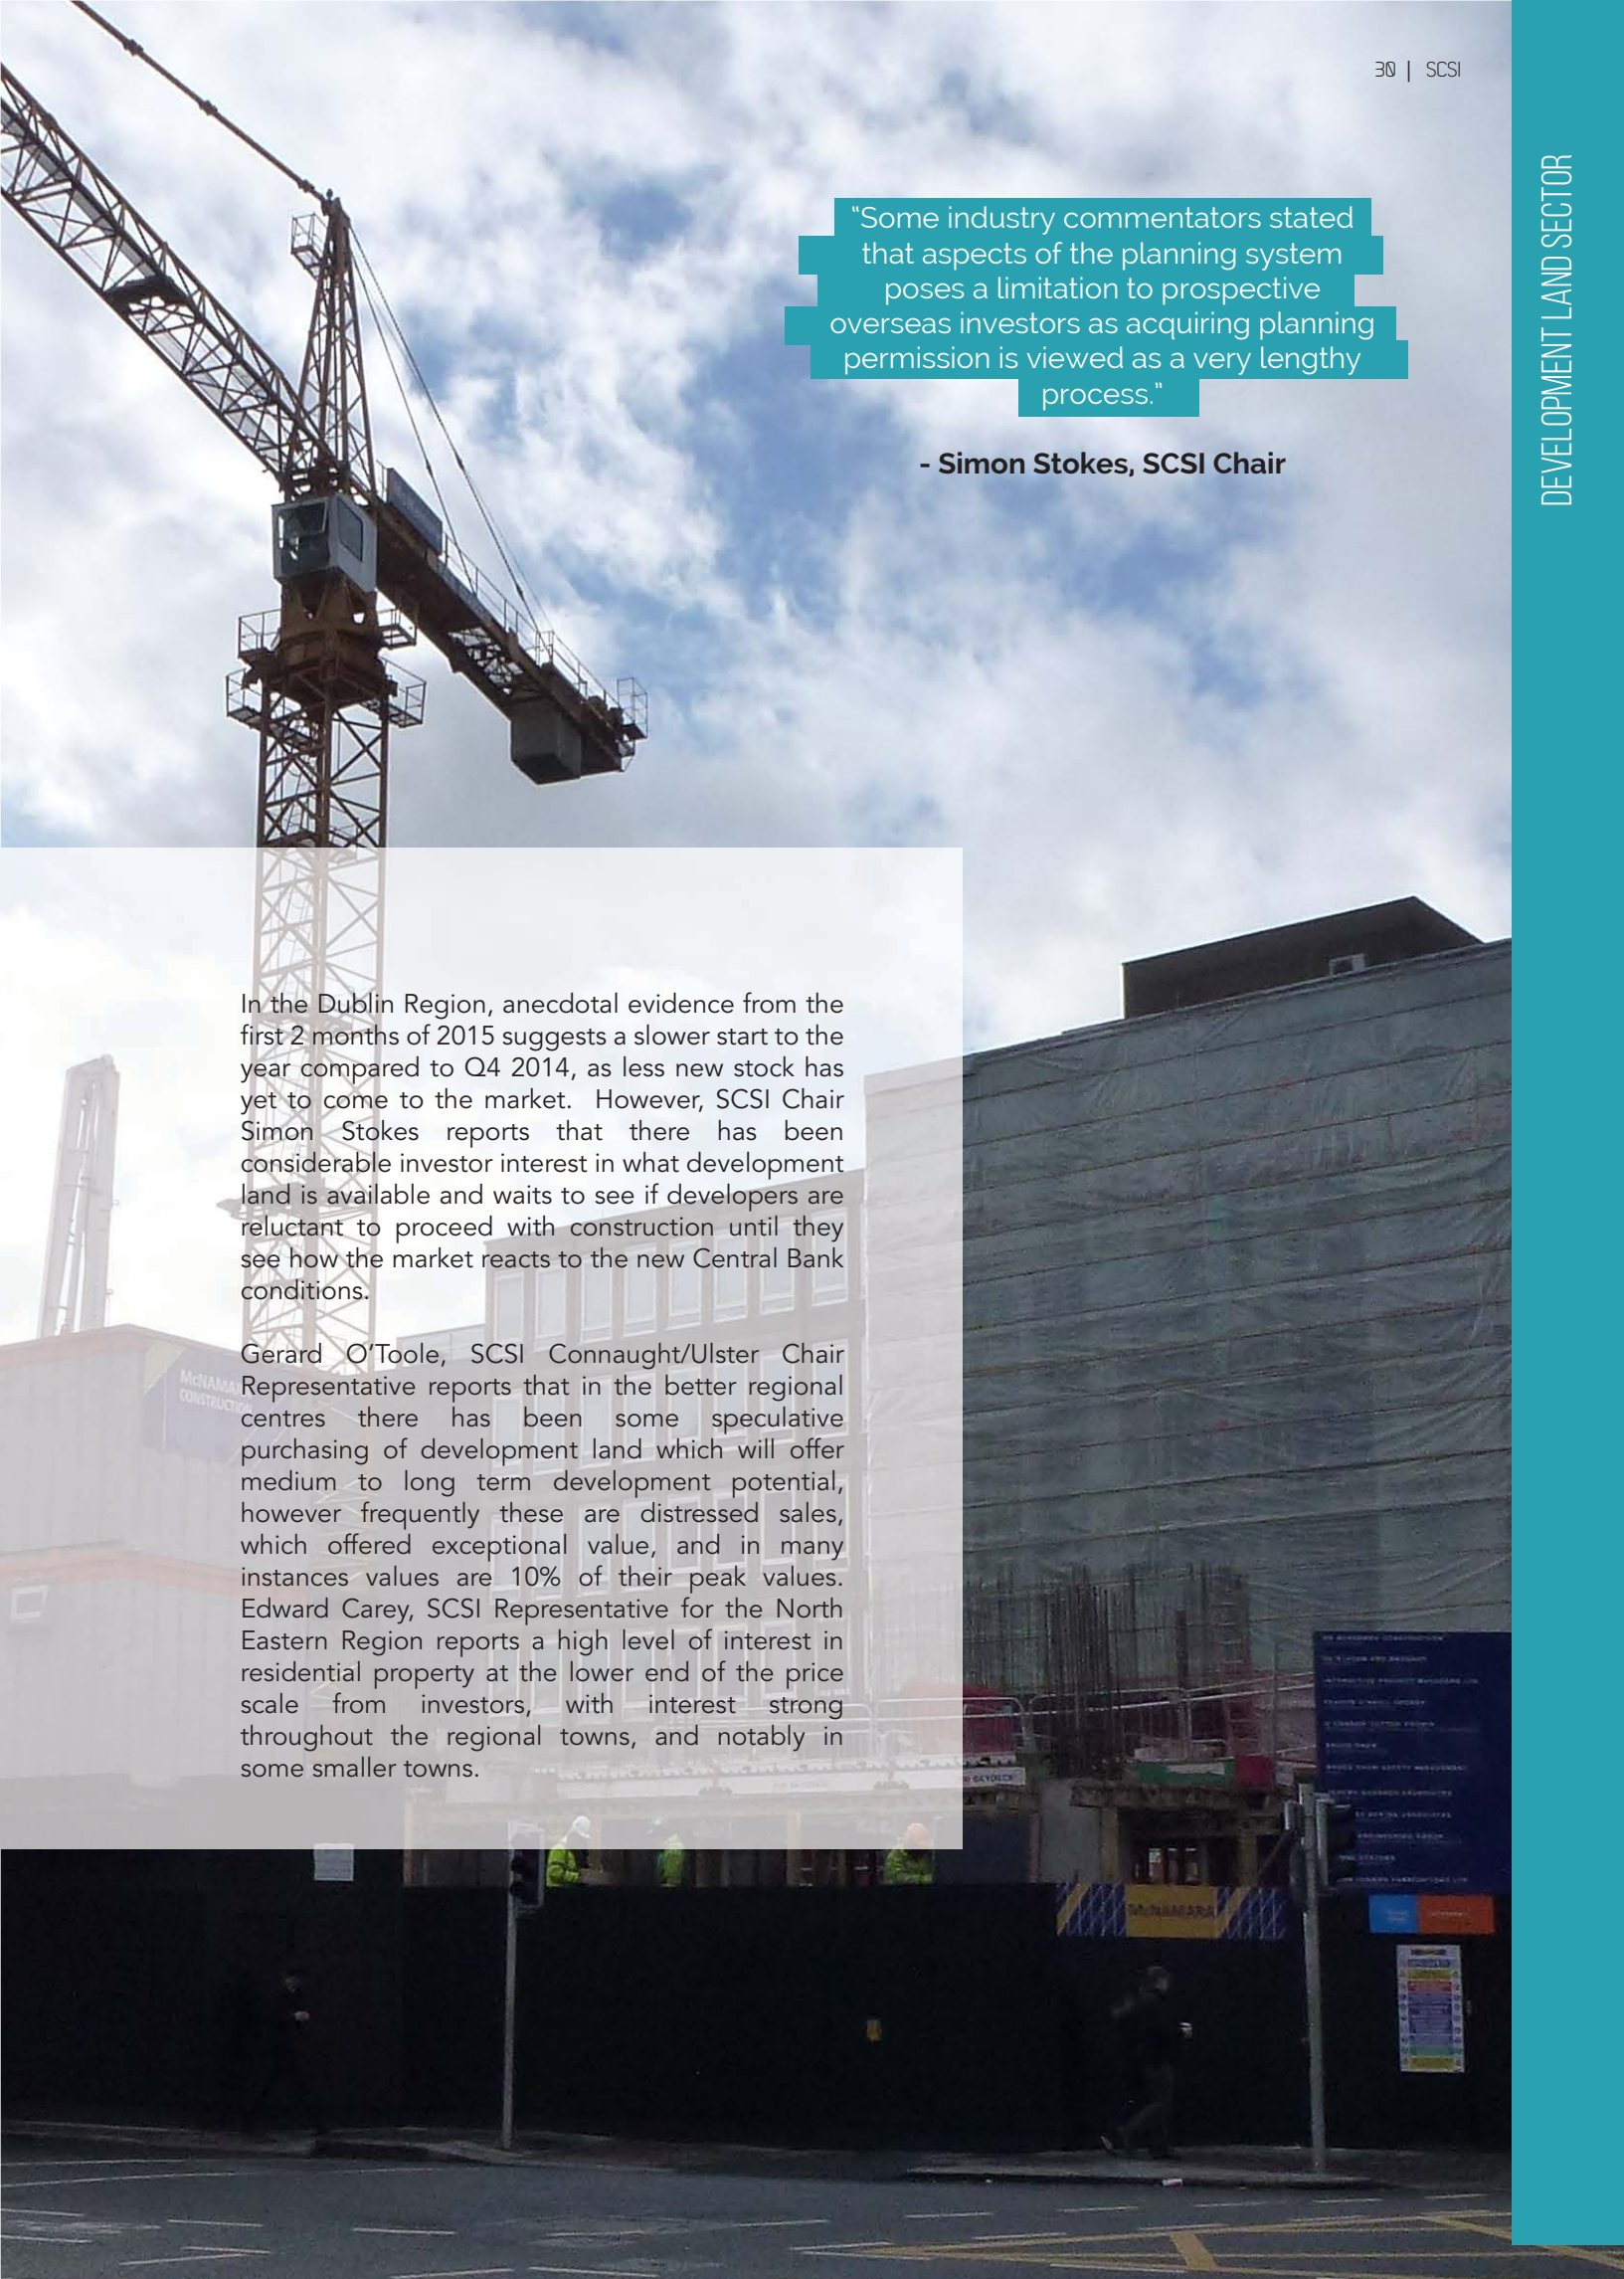 30 | SCSI
DEVELOPMENT LAND SECTOR
“Some industry commentators stated
that aspects of the planning system
poses a limitation to prospective
overseas investors as acquiring planning
permission is viewed as a very lengthy
process.”
- Simon Stokes, SCSI Chair
In the Dublin Region, anecdotal evidence from the
first 2 months of 2015 suggests a slower start to the
year compared to Q4 2014, as less new stock has
yet to come to the market.  However, SCSI Chair
Simon Stokes reports that there has been
considerable investor interest in what development
land is available and waits to see if developers are
reluctant to proceed with construction until they
see how the market reacts to the new Central Bank
conditions.
Gerard O’Toole, SCSI Connaught/Ulster Chair
Representative reports that in the better regional
centres there has been some speculative
purchasing of development land which will offer
medium to long term development potential,
however frequently these are distressed sales,
which offered exceptional value, and in many
instances values are 10% of their peak values.
Edward Carey, SCSI Representative for the North
Eastern Region reports a high level of interest in
residential property at the lower end of the price
scale from investors, with interest strong
throughout the regional towns, and notably in
some smaller towns.
McNAMARA
CONSTRUCTION
SKYDECK
McNAMARA